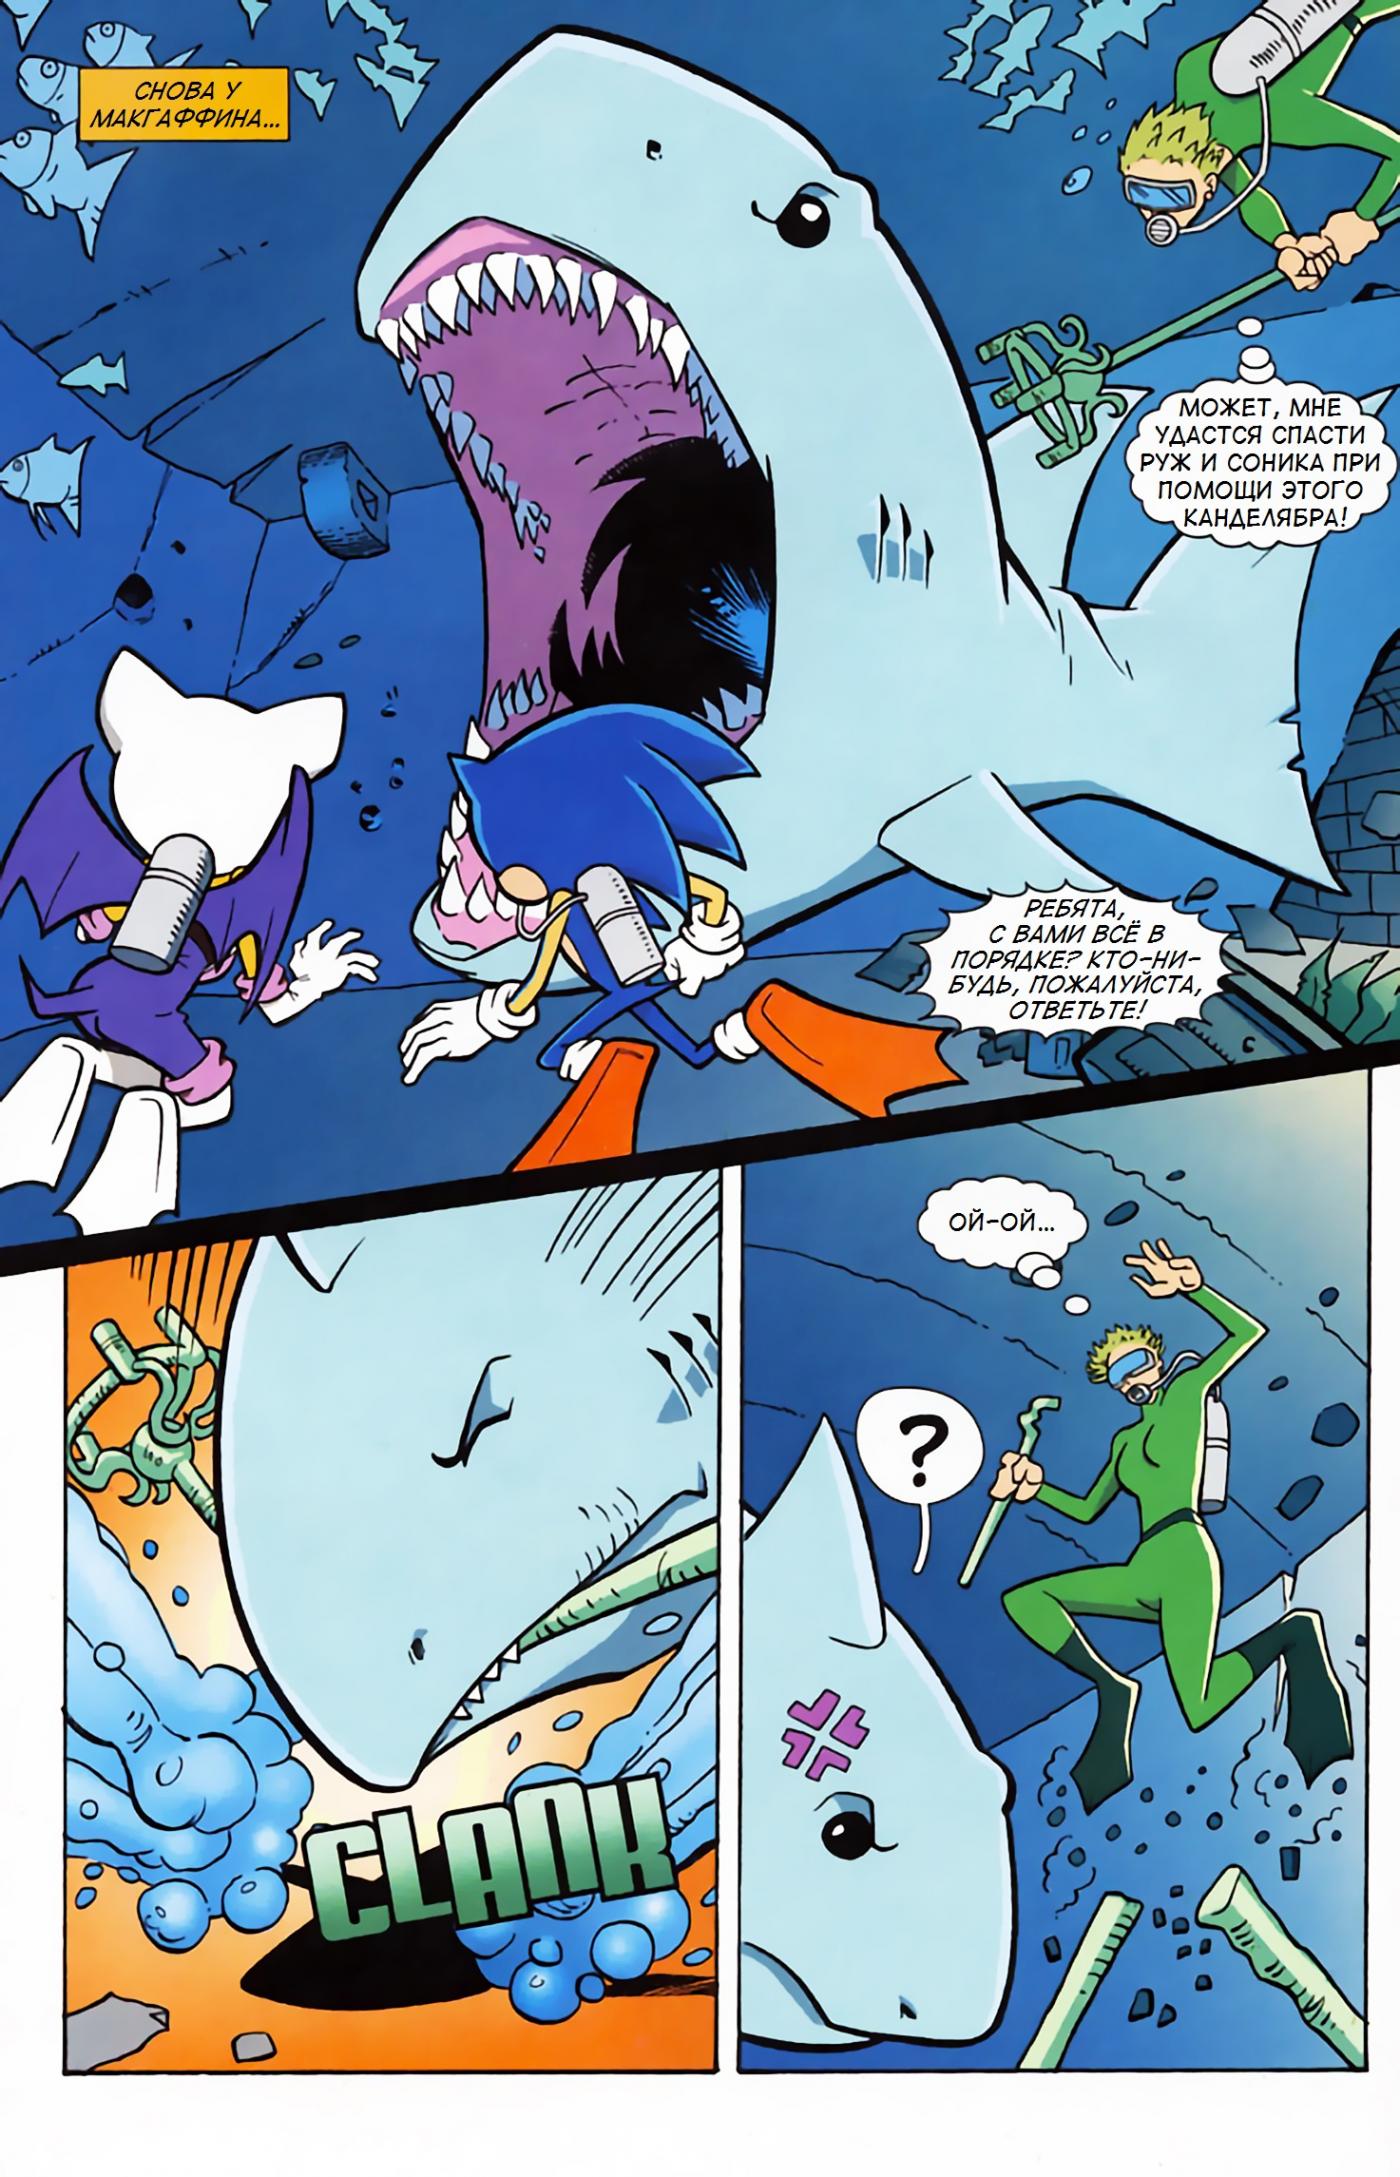 СНОВА У
МАКГАФФИНА...
МОЖЕТ, МНЕ
УДАСТСЯ СПАСТИ
РУЖ И СОНИКА ПРИ
ПОМОЩИ ЭТОГО
КАНДЕЛЯБРА!
РЕБЯТА,
С ВАМИ ВСЁ В
ПОРЯДКЕ? КТО-НИ-
БУДЬ, ПОЖАЛУЙСТА,
ОТВЕТЬТЕ!
CLANK
ОЙ-ОЙ...
?